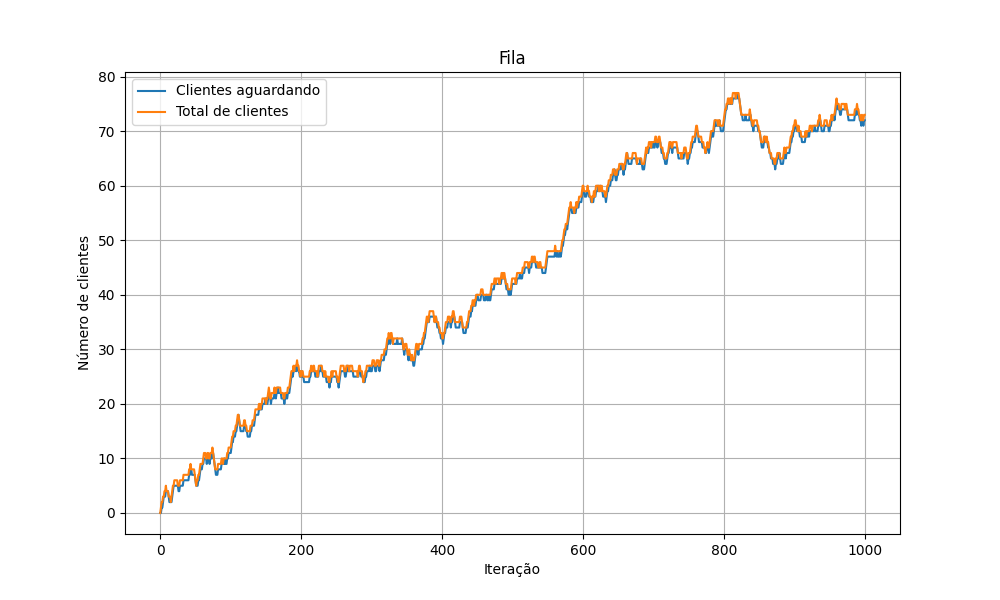 Fila
Clientes aguardando
Total de clientes
Número de clientes
80
70
60
50
40
30
20
10
0
0 200 400 600 800 1000
Iteração